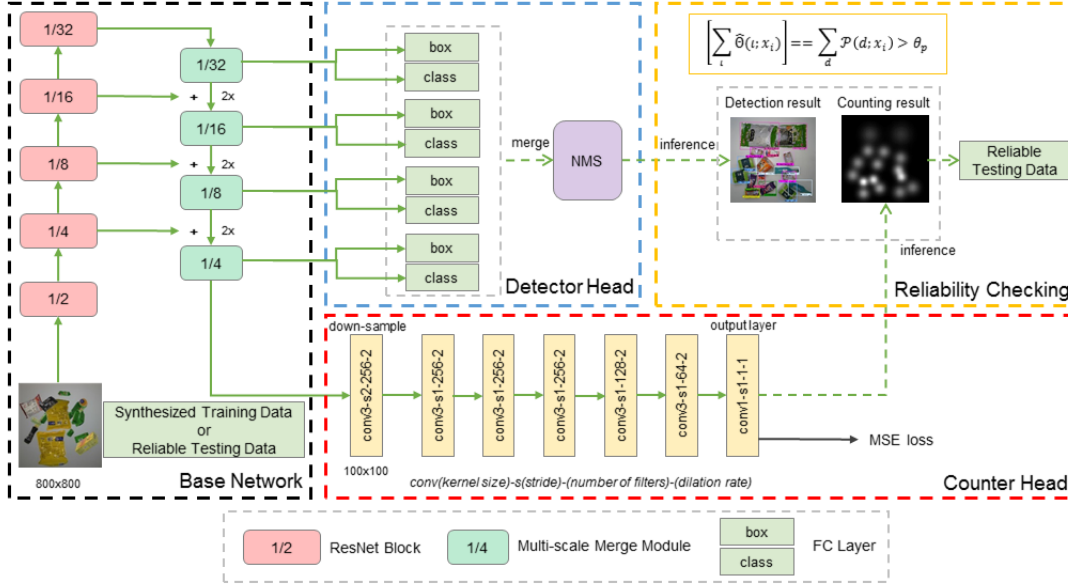 1/32
1/16
1/8
1/4
1/2
1/32
+ 2x
1/16
+ 2x
1/8
+ 2x
1/4
800x800
Synthesized Training Data
or
Reliable Testing Data
Base Network
box
class
box
class
box
class
box
class
merge
NMS
Detector Head
inference
[∑_ι Ô(ι; x_i)] == ∑_d 𝒫(d; x_i) > θ_p
Detection result
Counting result
Reliable
Testing Data
inference
Reliability Checking
down-sample
output layer
conv3-s2-256-2
conv3-s1-256-2
conv3-s1-256-2
conv3-s1-256-2
conv3-s1-128-2
conv3-s1-64-2
conv1-s1-1-1
100x100
MSE loss
conv(kernel size)-s(stride)-(number of filters)-(dilation rate)
Counter Head
1/2
ResNet Block
1/4
Multi-scale Merge Module
box
class
FC Layer